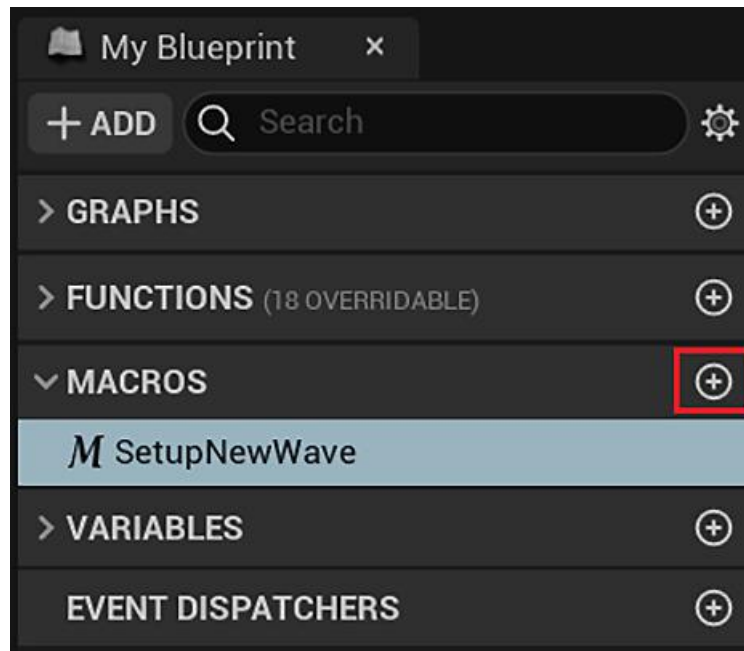 My Blueprint
+ ADD Search
GRAPHS
FUNCTIONS (18 OVERRIDABLE)
MACROS
M SetupNewWave
VARIABLES
EVENT DISPATCHERS